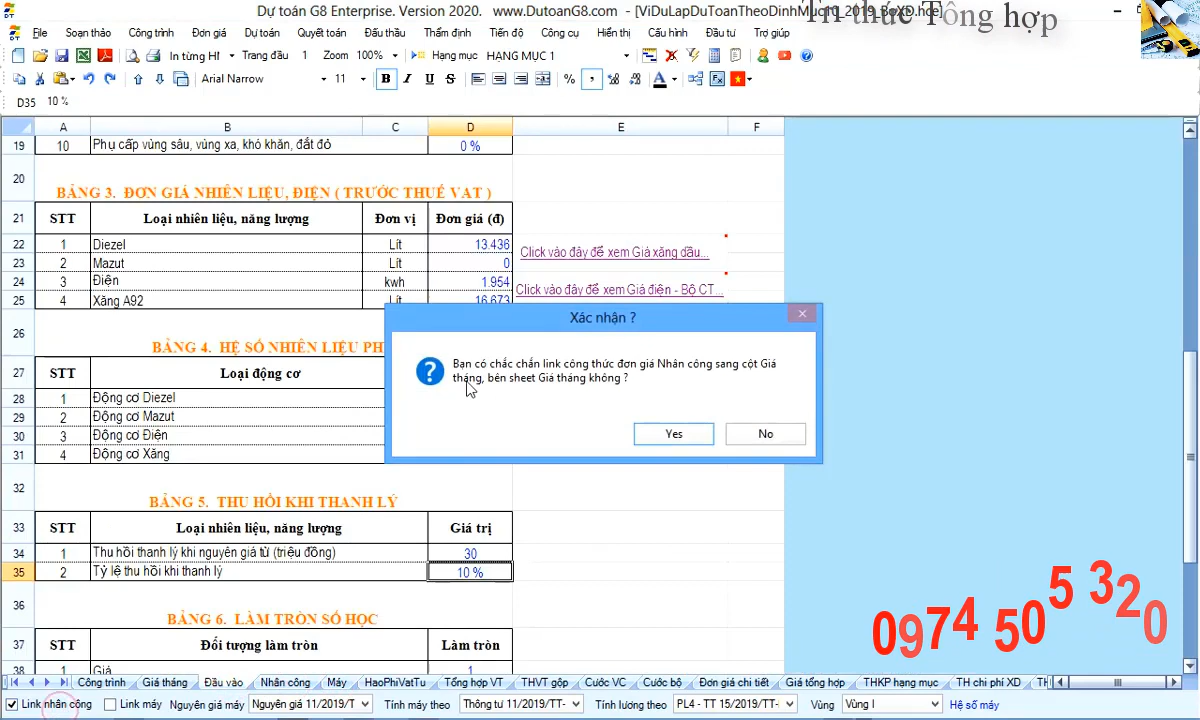 Dự toán G8 Enterprise. Version 2020. www.DutoanG8.com - [ViDuLapDuToanTheoDinhMuc10_2019_BoXD.hce]
Tri thức Tổng hợp
File Soạn thảo Công trình Đơn giá Dự toán Quyết toán Đấu thầu Thẩm định Tiến độ Công cụ Hiển thị Cấu hình Đầu tư Trợ giúp
In từng HI Trang đầu 1 Zoom 100% Hạng mục HẠNG MỤC 1
Arial Narrow 11 B I U S % , A Fx
D35 10 %
A B C D E F
19 10 Phụ cấp vùng sâu, vùng xa, khó khăn, đắt đỏ 0 %
20 BẢNG 3. ĐƠN GIÁ NHIÊN LIỆU, ĐIỆN ( TRƯỚC THUẾ VAT )
21 STT Loại nhiên liệu, năng lượng Đơn vị Đơn giá (đ)
22 1 Diezel Lít 13.436
Click vào đây để xem Giá xăng dầu...
23 2 Mazut Lít 0
24 3 Điện kwh 1.954
Click vào đây để xem Giá điện - Bộ CT...
25 4 Xăng A92 Lít 16.673
26 BẢNG 4. HỆ SỐ NHIÊN LIỆU PH
27 STT Loại động cơ
28 1 Động cơ Diezel
29 2 Động cơ Mazut
30 3 Động cơ Điện
31 4 Động cơ Xăng
Xác nhận ?
Bạn có chắc chắn link công thức đơn giá Nhân công sang cột Giá
tháng, bên sheet Giá tháng không ?
Yes No
32 BẢNG 5. THU HỒI KHI THANH LÝ
33 STT Loại nhiên liệu, năng lượng Giá trị
34 1 Thu hồi thanh lý khi nguyên giá từ (triệu đồng) 30
35 2 Tỷ lệ thu hồi khi thanh lý 10 %
36 BẢNG 6. LÀM TRÒN SỐ HỌC
37 STT Đối tượng làm tròn Làm tròn
38 1 Giá 1
0974 505 320
Công trình Giá tháng Đầu vào Nhân công Máy HaoPhiVatTu Tổng hợp VT THVT gộp Cước VC Cước bộ Đơn giá chi tiết Giá tổng hợp THKP hạng mục TH chi phí XD TH
Link nhân công Link máy Nguyên giá máy Nguyên giá 11/2019/T Tính máy theo Thông tư 11/2019/TT- Tính lương theo PL4 - TT 15/2019/TT- Vùng Vùng I Hệ số máy